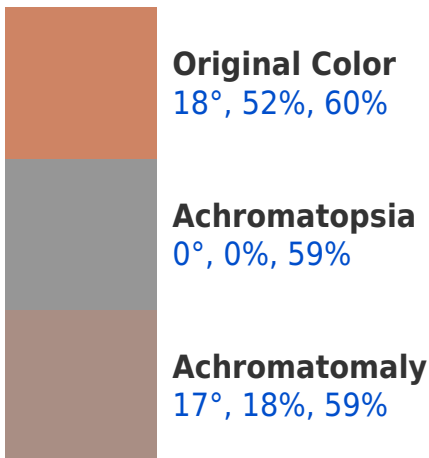 Original Color
18°, 52%, 60%
Achromatopsia
0°, 0%, 59%
Achromatomaly
17°, 18%, 59%